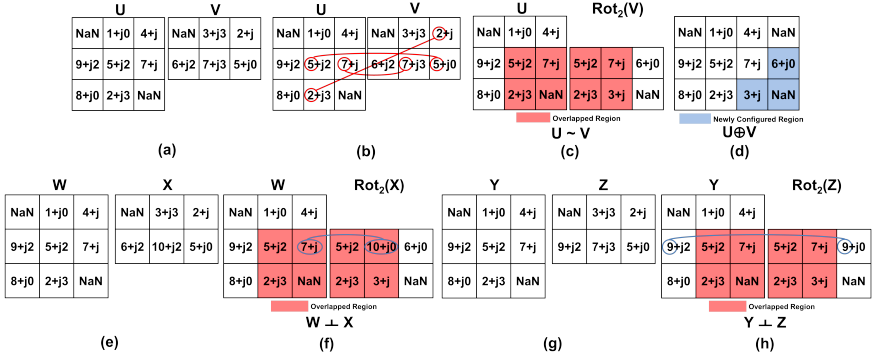 U V
NaN 1+j0 4+j NaN 3+j3 2+j
9+j2 5+j2 7+j 6+j2 7+j3 5+j0
8+j0 2+j3 NaN
(a)
U V
NaN 1+j0 4+j NaN 3+j3 2+j
9+j2 5+j2 7+j 6+j2 7+j3 5+j0
8+j0 2+j3 NaN
(b)
U Rot2(V)
NaN 1+j0 4+j
9+j2 5+j2 7+j 5+j2 7+j 6+j0
8+j0 2+j3 NaN 2+j3 3+j NaN
Overlapped Region
U ~ V
(c)
NaN 1+j0 4+j
9+j2 5+j2 7+j 6+j0
8+j0 2+j3 3+j NaN
Newly Configured Region
U⊕V
(d)
W X
NaN 1+j0 4+j NaN 3+j3 2+j
9+j2 5+j2 7+j 6+j2 10+j2 5+j0
8+j0 2+j3 NaN
(e)
W Rot2(X)
NaN 1+j0 4+j
9+j2 5+j2 7+j 5+j2 10+j0 6+j0
8+j0 2+j3 NaN 2+j3 3+j NaN
Overlapped Region
W ⊥ X
(f)
Y Z
NaN 1+j0 4+j NaN 3+j3 2+j
9+j2 5+j2 7+j 9+j2 7+j3 5+j0
8+j0 2+j3 NaN
(g)
Y Rot2(Z)
NaN 1+j0 4+j
9+j2 5+j2 7+j 5+j2 7+j 9+j0
8+j0 2+j3 NaN 2+j3 3+j NaN
Overlapped Region
Y ⊥ Z
(h)